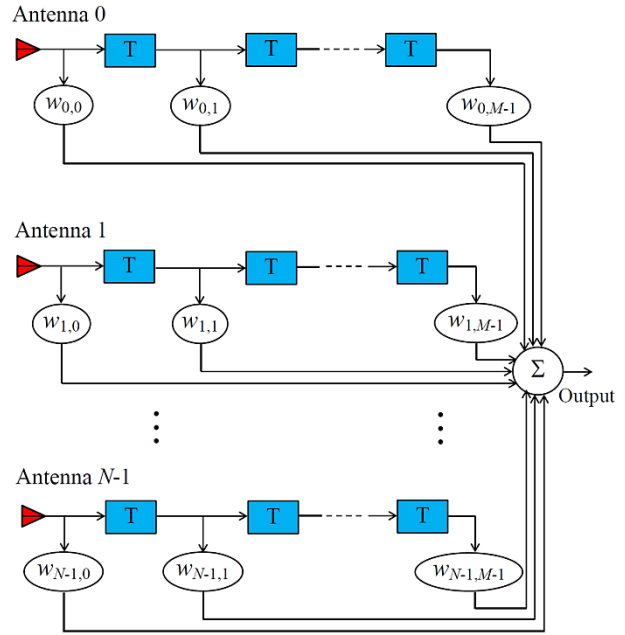 Antenna 0
T T T
w0,0 w0,1 w0,M-1
Antenna 1
T T T
w1,0 w1,1 w1,M-1
Σ
Output
Antenna N-1
T T T
wN-1,0 wN-1,1 wN-1,M-1